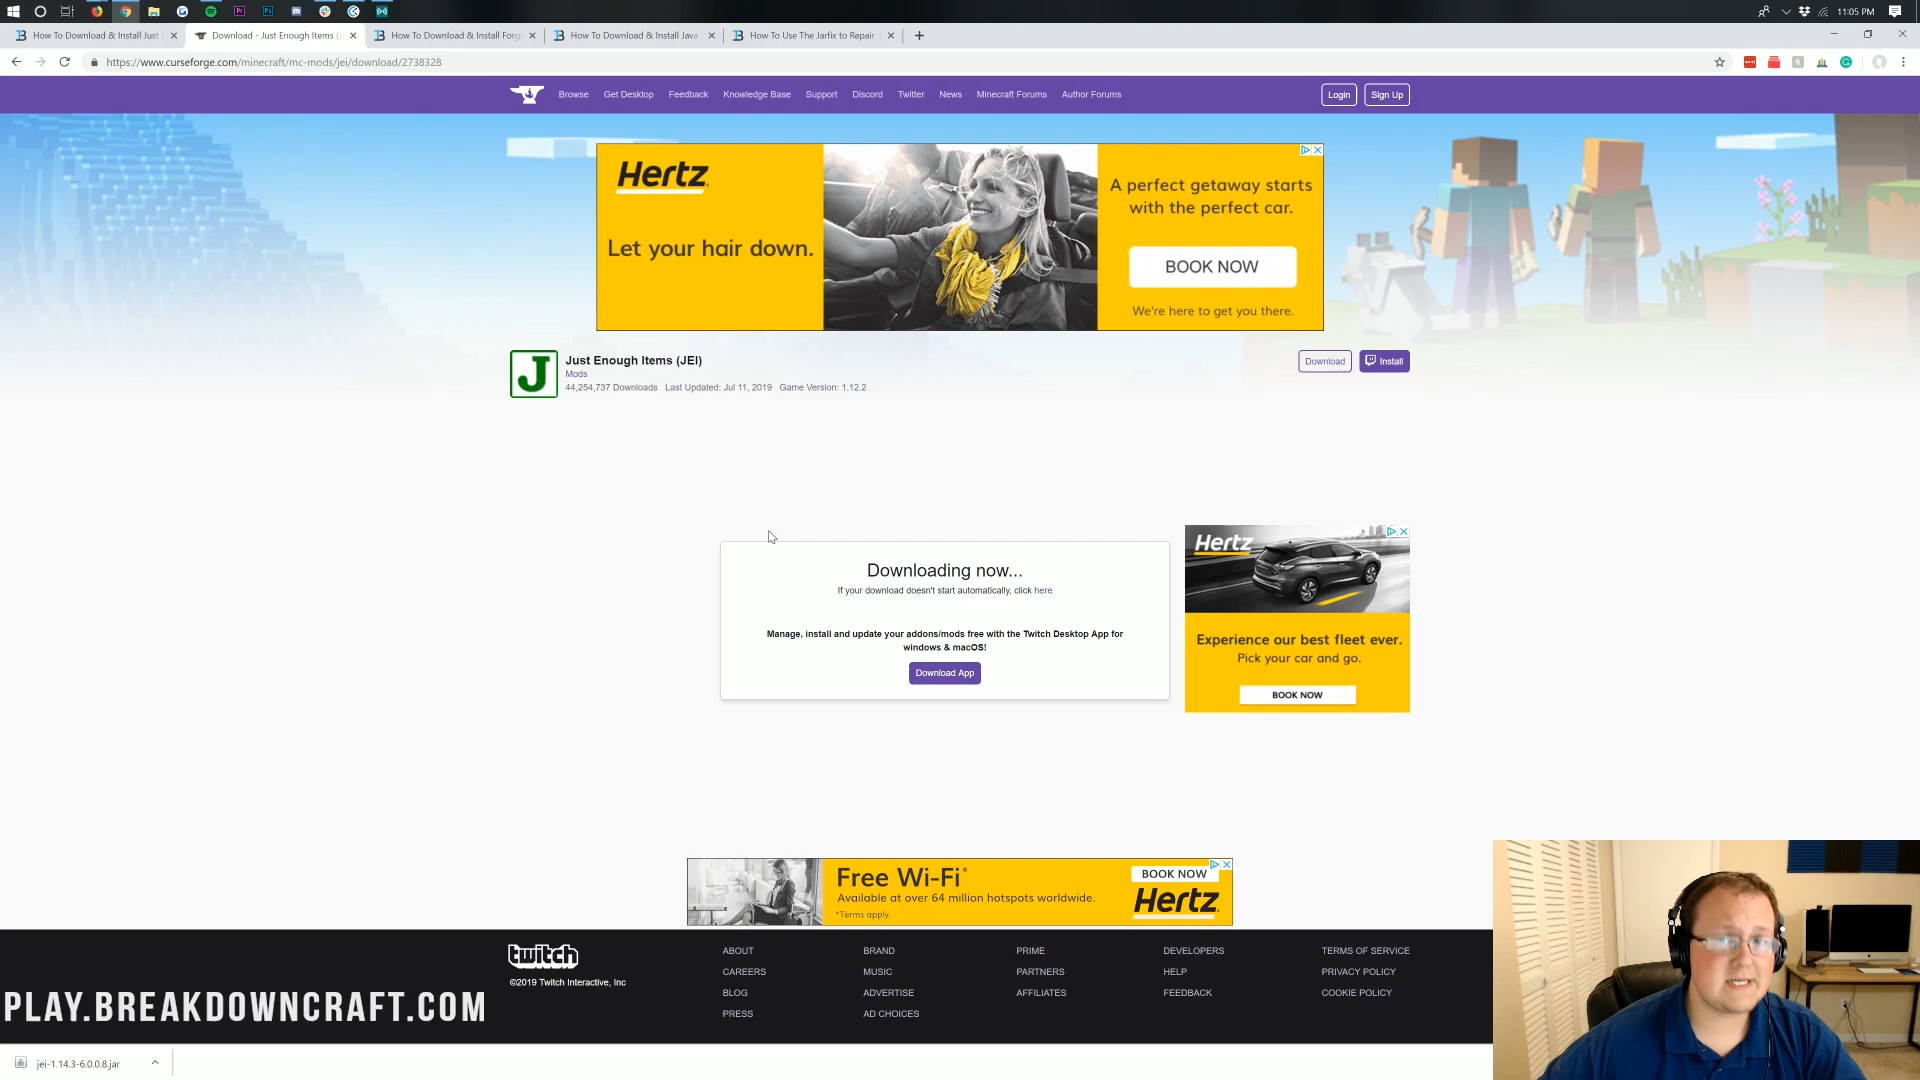 11:05 PM
How To Download & Install Just
Download - Just Enough Items (
How To Download & Install Forg
How To Download & Install Java
How To Use The Jarfix to Repair
https://www.curseforge.com/minecraft/mc-mods/jei/download/2738328
Browse Get Desktop Feedback Knowledge Base Support Discord Twitter News Minecraft Forums Author Forums Login Sign Up
Hertz
Let your hair down.
A perfect getaway starts
with the perfect car.
BOOK NOW
We're here to get you there.
J
Just Enough Items (JEI)
Mods
44,254,737 Downloads Last Updated: Jul 11, 2019 Game Version: 1.12.2
Download Install
Downloading now...
If your download doesn't start automatically, click here
Manage, install and update your addons/mods free with the Twitch Desktop App for
windows & macOS!
Download App
Hertz
Experience our best fleet ever.
Pick your car and go.
BOOK NOW
Free Wi-Fi*
Available at over 64 million hotspots worldwide.
*Terms apply.
BOOK NOW
Hertz
twitch
©2019 Twitch Interactive, Inc
ABOUT BRAND PRIME DEVELOPERS TERMS OF SERVICE
CAREERS MUSIC PARTNERS HELP PRIVACY POLICY
BLOG ADVERTISE AFFILIATES FEEDBACK COOKIE POLICY
PRESS AD CHOICES
PLAY.BREAKDOWNCRAFT.COM
jei-1.14.3-6.0.0.8.jar